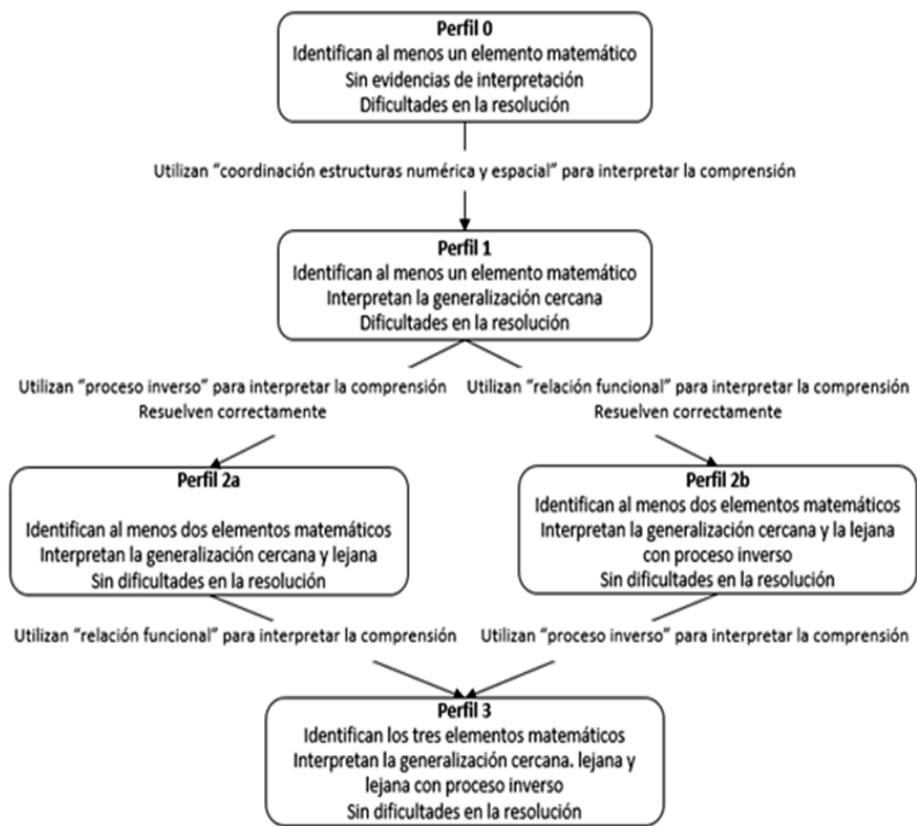 Perfil 0
Identifican al menos un elemento matemático
Sin evidencias de interpretación
Dificultades en la resolución
Utilizan “coordinación estructuras numérica y espacial” para interpretar la comprensión
Perfil 1
Identifican al menos un elemento matemático
Interpretan la generalización cercana
Dificultades en la resolución
Utilizan “proceso inverso” para interpretar la comprensión
Resuelven correctamente
Utilizan “relación funcional” para interpretar la comprensión
Resuelven correctamente
Perfil 2a
Identifican al menos dos elementos matemáticos
Interpretan la generalización cercana y lejana
Sin dificultades en la resolución
Perfil 2b
Identifican al menos dos elementos matemáticos
Interpretan la generalización cercana y la lejana
con proceso inverso
Sin dificultades en la resolución
Utilizan “relación funcional” para interpretar la comprensión
Utilizan “proceso inverso” para interpretar la comprensión
Perfil 3
Identifican los tres elementos matemáticos
Interpretan la generalización cercana. lejana y
lejana con proceso inverso
Sin dificultades en la resolución